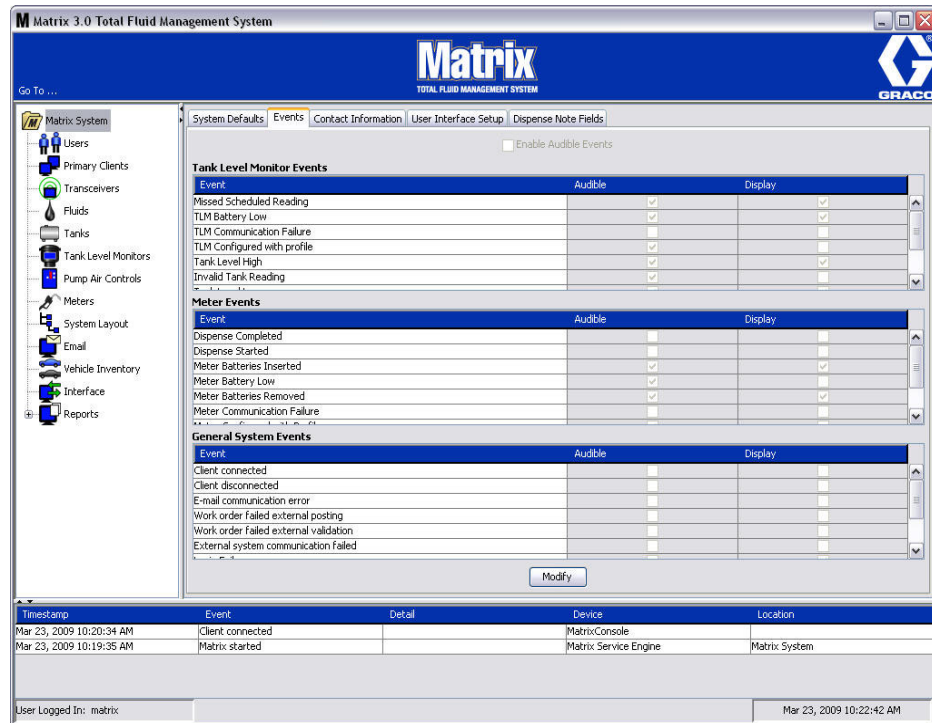 Matrix 3.0 Total Fluid Management System
Matrix
TOTAL FLUID MANAGEMENT SYSTEM
Go To ...
GRACO
Matrix System
Users
Primary Clients
Transceivers
Fluids
Tanks
Tank Level Monitors
Pump Air Controls
Meters
System Layout
Email
Vehicle Inventory
Interface
Reports
System Defaults Events Contact Information User Interface Setup Dispense Note Fields
Enable Audible Events
Tank Level Monitor Events
Event Audible Display
Missed Scheduled Reading
TLM Battery Low
TLM Communication Failure
TLM Configured with profile
Tank Level High
Invalid Tank Reading
Meter Events
Event Audible Display
Dispense Completed
Dispense Started
Meter Batteries Inserted
Meter Battery Low
Meter Batteries Removed
Meter Communication Failure
General System Events
Event Audible Display
Client connected
Client disconnected
E-mail communication error
Work order failed external posting
Work order failed external validation
External system communication failed
Modify
Timestamp Event Detail Device Location
Mar 23, 2009 10:20:34 AM Client connected MatrixConsole
Mar 23, 2009 10:19:35 AM Matrix started Matrix Service Engine Matrix System
User Logged In: matrix Mar 23, 2009 10:22:42 AM